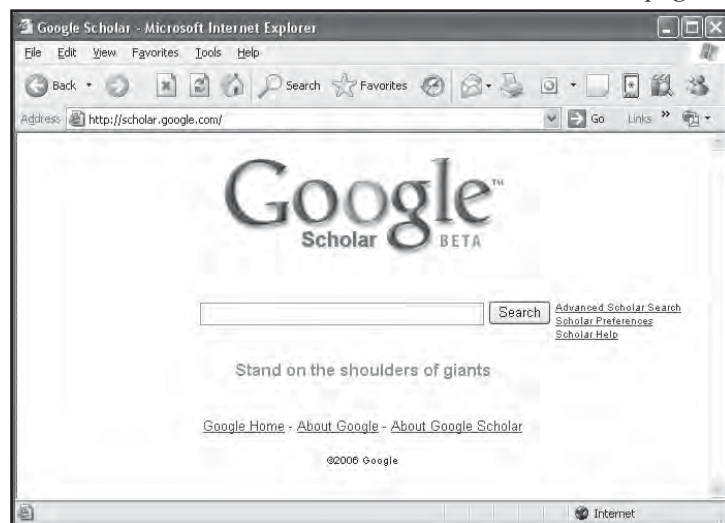 page
Google Scholar - Microsoft Internet Explorer
File Edit View Favorites Tools Help
Back Search Favorites
Address http://scholar.google.com/ Go Links »
Google™
Scholar BETA
Search
Advanced Scholar Search
Scholar Preferences
Scholar Help
Stand on the shoulders of giants
Google Home - About Google - About Google Scholar
©2006 Google
Internet